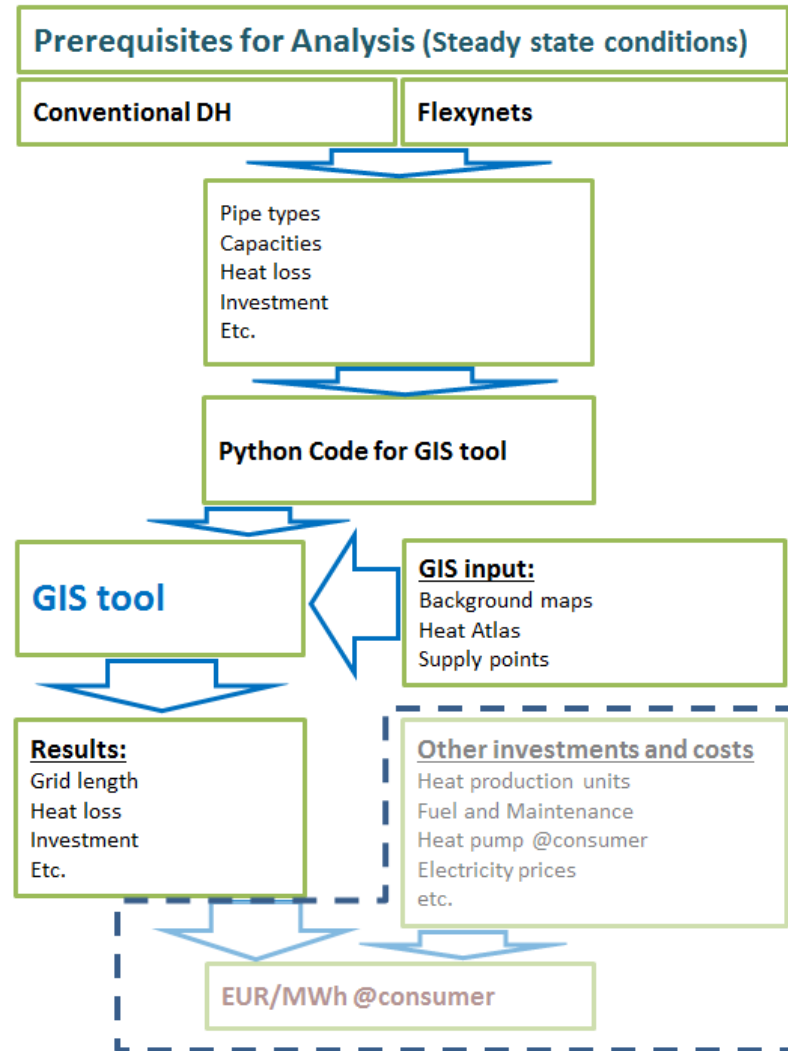 Prerequisites for Analysis (Steady state conditions)
Conventional DH
Flexynets
Pipe types
Capacities
Heat loss
Investment
Etc.
Python Code for GIS tool
GIS tool
GIS input:
Background maps
Heat Atlas
Supply points
Results:
Grid length
Heat loss
Investment
Etc.
Other investments and costs
Heat production units
Fuel and Maintenance
Heat pump @consumer
Electricity prices
etc.
EUR/MWh @consumer